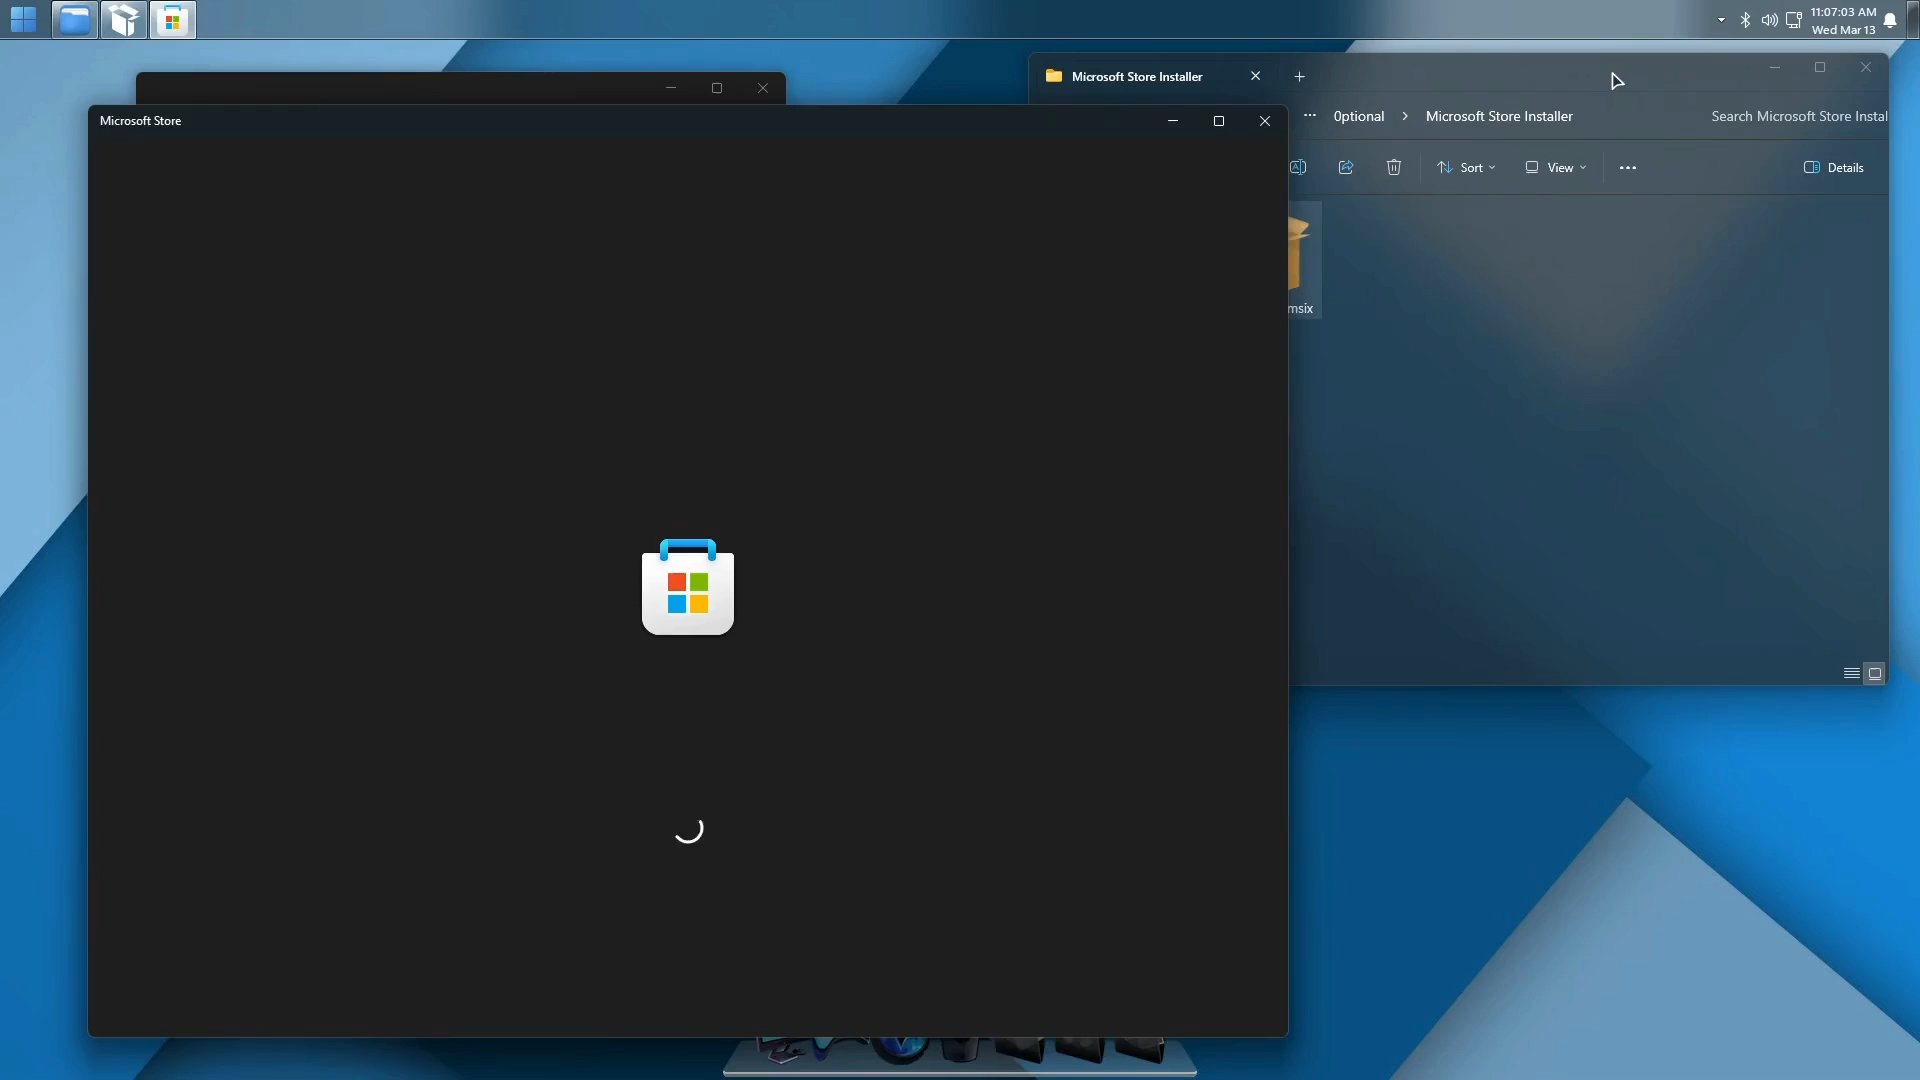 11:07:03 AM
Wed Mar 13
Microsoft Store Installer
0ptional
Microsoft Store Installer
Search Microsoft Store Instal
Microsoft Store
Sort
View
Details
msix